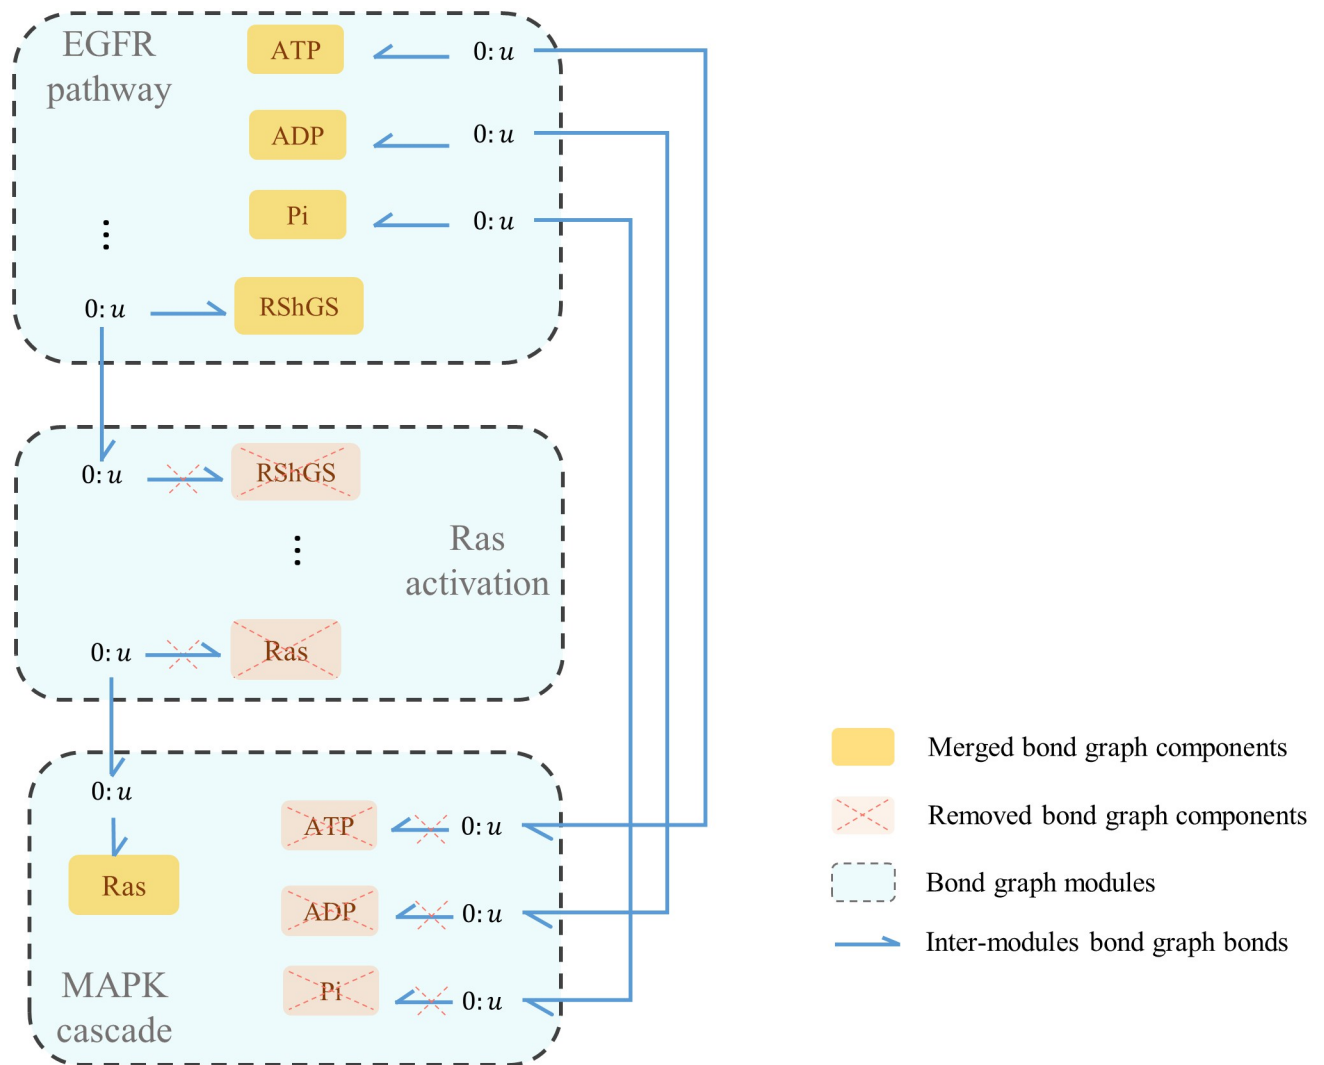 EGFR
pathway
ATP
0: u
ADP
0: u
Pi
0: u
⋮
0: u
RShGS
0: u
RShGS
⋮
Ras
activation
0: u
Ras
0: u
Ras
ATP
0: u
ADP
0: u
Pi
0: u
MAPK
cascade
Merged bond graph components
Removed bond graph components
Bond graph modules
Inter-modules bond graph bonds